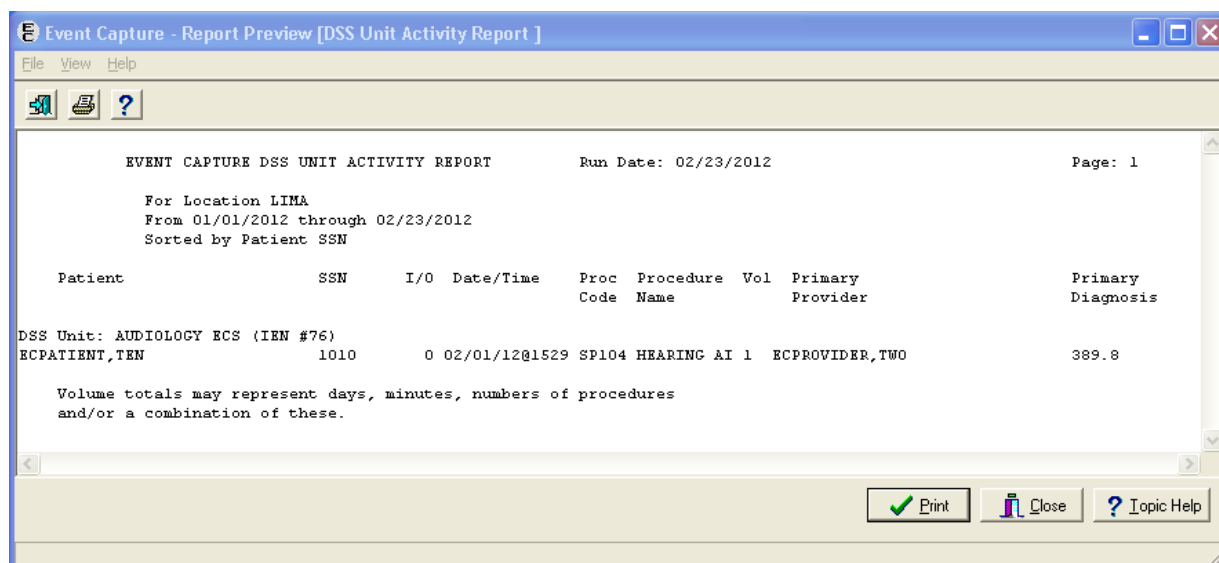 Event Capture - Report Preview [DSS Unit Activity Report ]
File View Help
EVENT CAPTURE DSS UNIT ACTIVITY REPORT Run Date: 02/23/2012 Page: 1
For Location LIMA
From 01/01/2012 through 02/23/2012
Sorted by Patient SSN
Patient SSN I/O Date/Time Proc Procedure Vol Primary Primary
Code Name Provider Diagnosis
DSS Unit: AUDIOLOGY ECS (IEN #76)
ECPATIENT,TEN 1010 O 02/01/12@1529 SP104 HEARING AI 1 ECPROVIDER,TWO 389.8
Volume totals may represent days, minutes, numbers of procedures
and/or a combination of these.
Print Close Topic Help